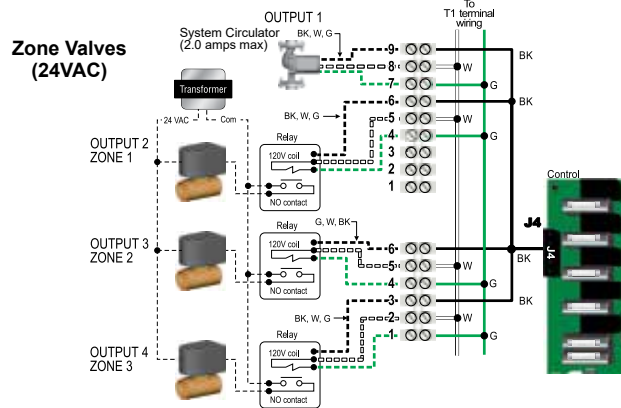 OUTPUT 1
To
T1 terminal
wiring
Zone Valves
(24VAC)
System Circulator
(2.0 amps max)
BK, W, G
9
8
7
6
5
4
3
2
1
BK
W
G
BK
W
G
Transformer
24 VAC
Com
BK, W, G
OUTPUT 2
ZONE 1
Relay
120V coil
NO contact
Control
J4
J4
BK
OUTPUT 3
ZONE 2
Relay
120V coil
NO contact
G, W, BK
6
5
4
3
2
1
W
G
BK
W
G
BK, W, G
OUTPUT 4
ZONE 3
Relay
120V coil
NO contact